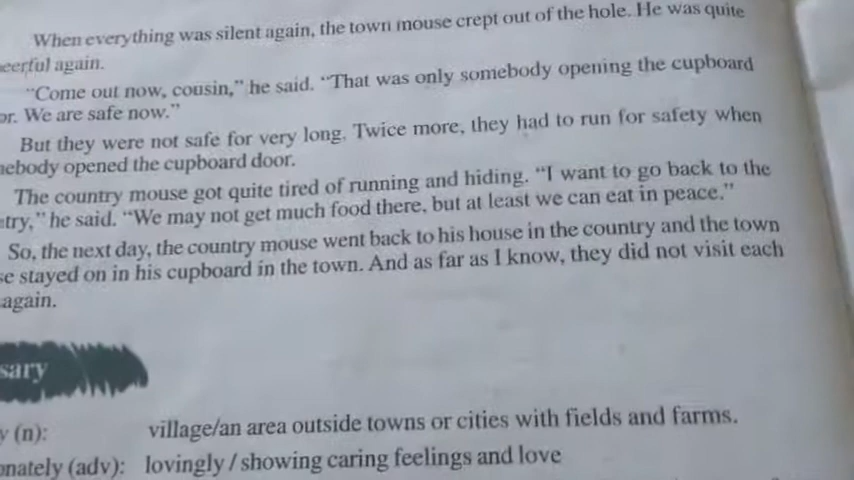 When everything was silent again, the town mouse crept out of the hole. He was quite
eerful again.
"Come out now, cousin," he said. "That was only somebody opening the cupboard
or. We are safe now."
But they were not safe for very long. Twice more, they had to run for safety when
nebody opened the cupboard door.
The country mouse got quite tired of running and hiding. "I want to go back to the
ntry," he said. "We may not get much food there, but at least we can eat in peace."
So, the next day, the country mouse went back to his house in the country and the town
se stayed on in his cupboard in the town. And as far as I know, they did not visit each
again.
sary
y (n): village/an area outside towns or cities with fields and farms.
onately (adv): lovingly / showing caring feelings and love